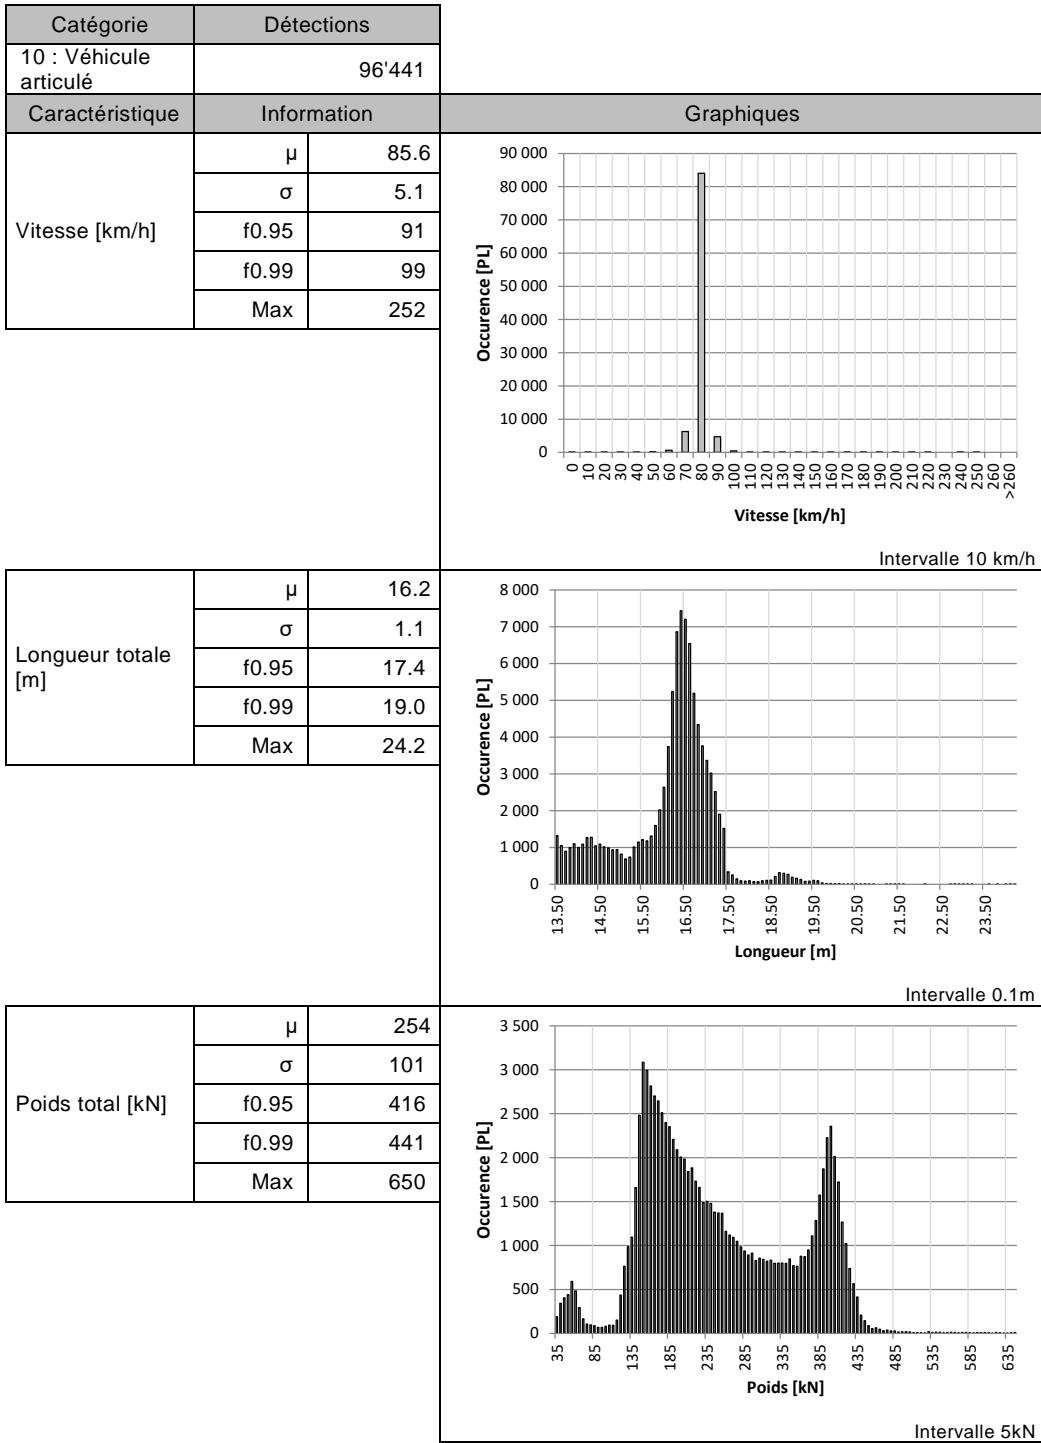 Catégorie Détections
10 : Véhicule articulé 96'441
Caractéristique Information Graphiques
Vitesse [km/h]
µ 85.6
σ 5.1
f0.95 91
f0.99 99
Max 252
90 000
80 000
70 000
60 000
50 000
40 000
30 000
20 000
10 000
0
Occurence [PL]
0 10 20 30 40 50 60 70 80 90 100 110 120 130 140 150 160 170 180 190 200 210 220 230 240 250 260 >260
Vitesse [km/h]
Intervalle 10 km/h
Longueur totale [m]
µ 16.2
σ 1.1
f0.95 17.4
f0.99 19.0
Max 24.2
8 000
7 000
6 000
5 000
4 000
3 000
2 000
1 000
0
Occurence [PL]
13.50 14.50 15.50 16.50 17.50 18.50 19.50 20.50 21.50 22.50 23.50
Longueur [m]
Intervalle 0.1m
Poids total [kN]
µ 254
σ 101
f0.95 416
f0.99 441
Max 650
3 500
3 000
2 500
2 000
1 500
1 000
500
0
Occurence [PL]
35 85 135 185 235 285 335 385 435 485 535 585 635
Poids [kN]
Intervalle 5kN